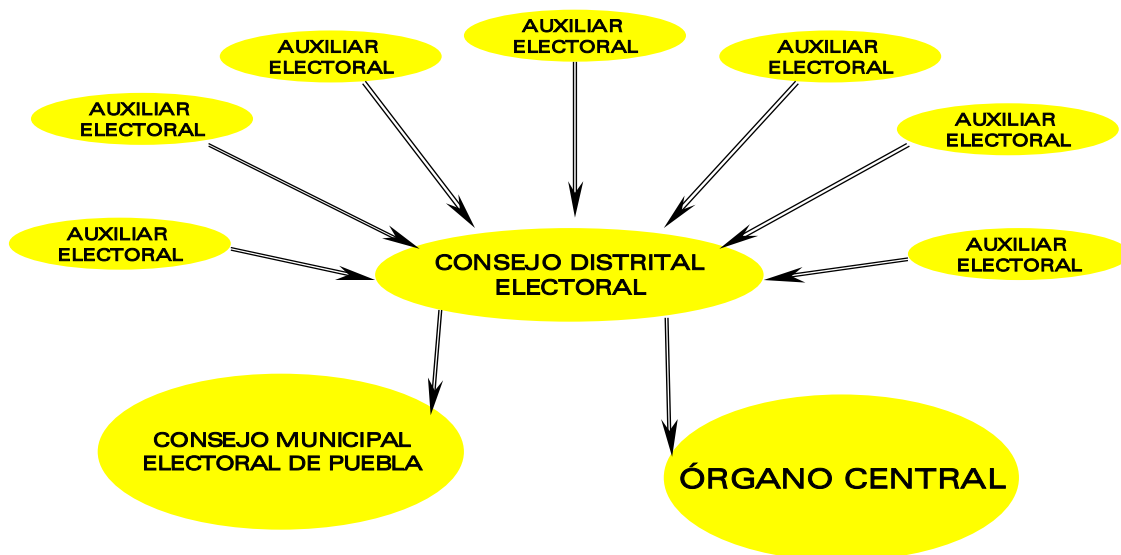 AUXILIAR
ELECTORAL
AUXILIAR
ELECTORAL
AUXILIAR
ELECTORAL
AUXILIAR
ELECTORAL
AUXILIAR
ELECTORAL
AUXILIAR
ELECTORAL
AUXILIAR
ELECTORAL
CONSEJO DISTRITAL
ELECTORAL
CONSEJO MUNICIPAL
ELECTORAL DE PUEBLA
ÓRGANO CENTRAL